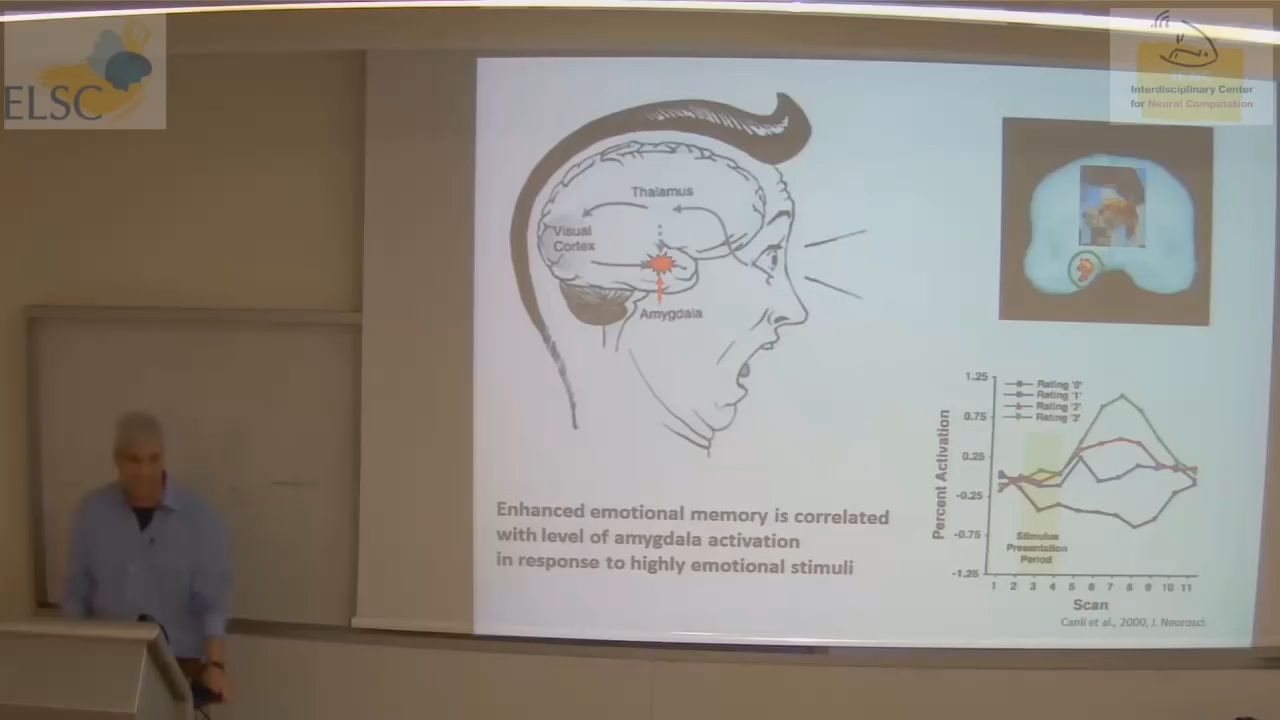 ELSC
Interdisciplinary Center
for Neural Computation
Thalamus
Visual
Cortex
Amygdala
Enhanced emotional memory is correlated
with level of amygdala activation
in response to highly emotional stimuli
1.25
0.75
0.25
-0.25
-0.75
-1.25
Percent Activation
Rating '0'
Rating '1'
Rating '2'
Rating '3'
Stimulus
Presentation
Period
1 2 3 4 5 6 7 8 9 10 11
Scan
Canli et al., 2000, J. Neurosci.